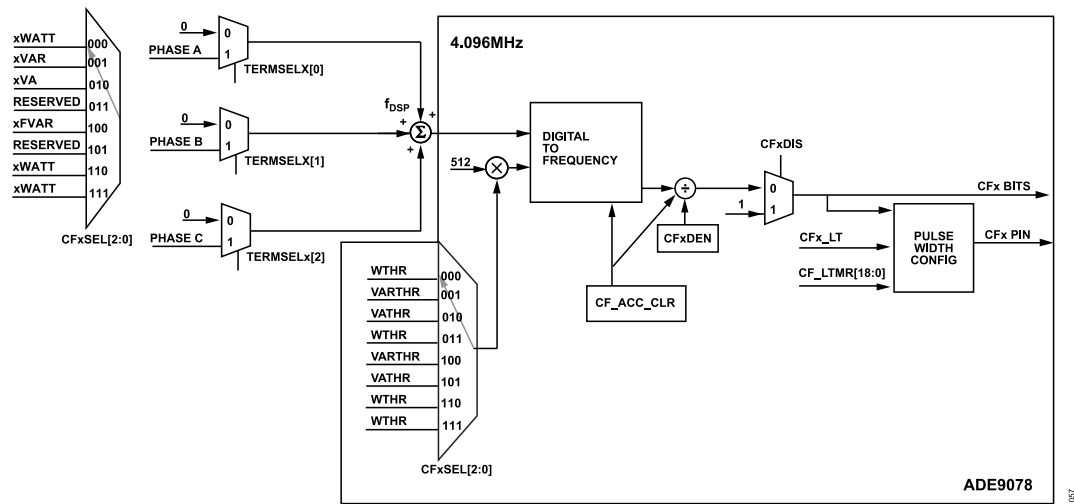 xWATT
000
xVAR
001
xVA
010
RESERVED
011
xFVAR
100
RESERVED
101
xWATT
110
xWATT
111
CFxSEL[2:0]
0
0
PHASE A
1
TERMSELX[0]
0
0
PHASE B
1
TERMSELX[1]
0
0
PHASE C
1
TERMSELx[2]
fDSP
+
+
+
Σ
4.096MHz
512
×
DIGITAL
TO
FREQUENCY
÷
CFxDEN
CF_ACC_CLR
CFxDIS
0
1
1
CFx BITS
CFx_LT
CF_LTMR[18:0]
PULSE
WIDTH
CONFIG
CFx PIN
WTHR
000
VARTHR
001
VATHR
010
WTHR
011
VARTHR
100
VATHR
101
WTHR
110
WTHR
111
CFxSEL[2:0]
ADE9078
057